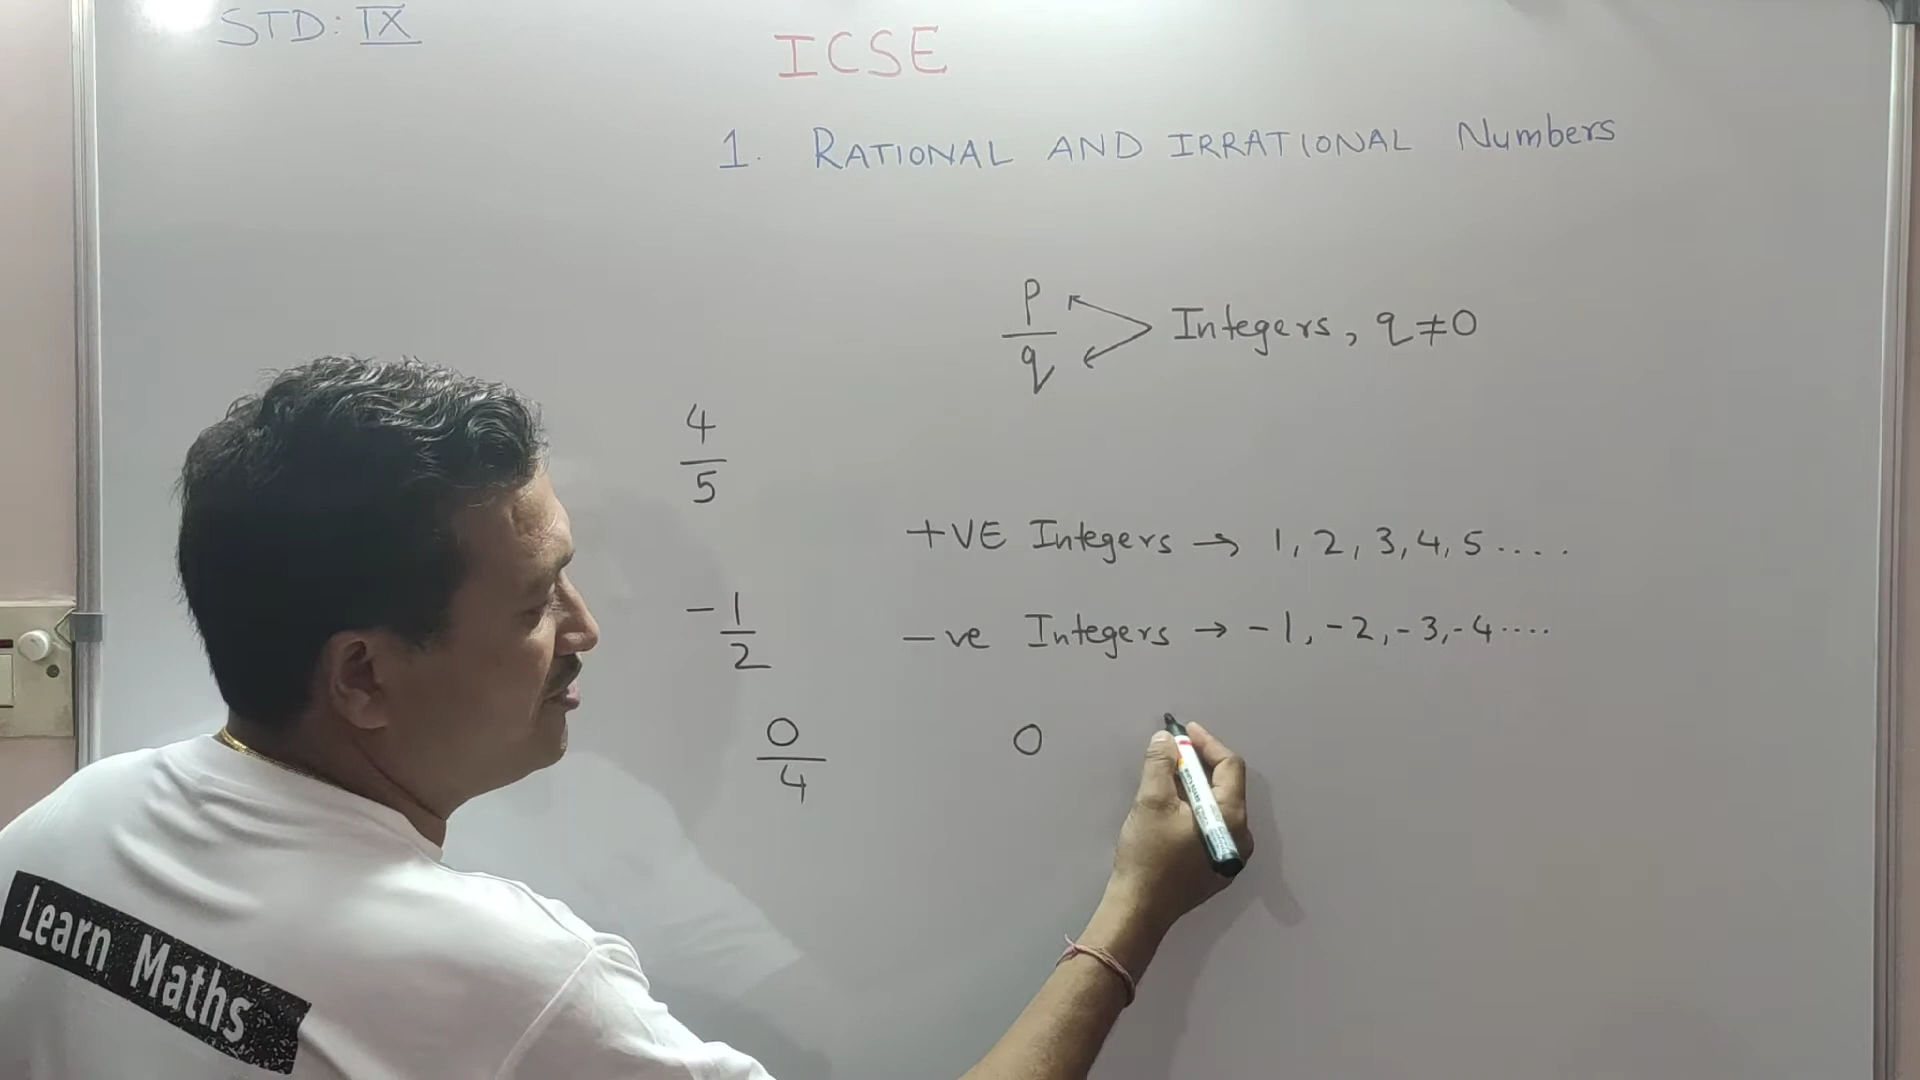 STD: IX
ICSE
1. RATIONAL AND IRRATIONAL Numbers
p/q Integers, q≠0
4/5
+VE Integers → 1, 2, 3, 4, 5....
-1/2
-ve Integers → -1, -2, -3, -4....
0/4
0
Learn Maths